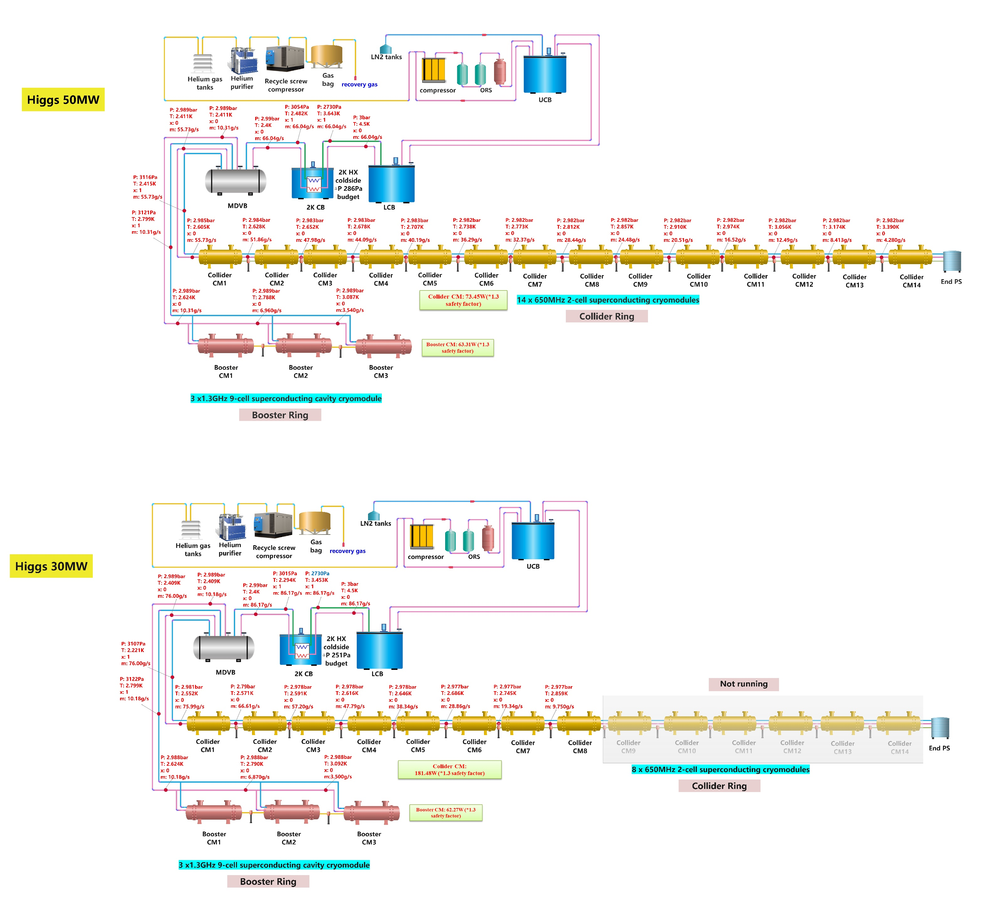 Higgs 50MW
Helium gas
tanks
Helium
purifier
Recycle screw
compressor
Gas
bag
recovery gas
LN2 tanks
compressor
ORS
UCB
P: 2.989bar
T: 2.411K
x: 0
m: 55.73g/s
P: 2.989bar
T: 2.411K
x: 0
m: 10.31g/s
P: 2.99bar
T: 2.4K
x: 0
m: 66.04g/s
P: 3054Pa
T: 2.482K
x: 1
m: 66.04g/s
P: 2730Pa
T: 3.643K
x: 1
m: 66.04g/s
P: 3bar
T: 4.5K
x: 0
m: 66.04g/s
MDVB
2K CB
2K HX
coldside
△P 286Pa
budget
LCB
P: 3116Pa
T: 2.415K
x: 1
m: 55.73g/s
P: 3121Pa
T: 2.799K
x: 1
m: 10.31g/s
P: 2.985bar
T: 2.605K
x: 0
m: 55.73g/s
P: 2.984bar
T: 2.628K
x: 0
m: 51.86g/s
P: 2.983bar
T: 2.652K
x: 0
m: 47.98g/s
P: 2.983bar
T: 2.678K
x: 0
m: 44.09g/s
P: 2.983bar
T: 2.707K
x: 0
m: 40.19g/s
P: 2.982bar
T: 2.738K
x: 0
m: 36.29g/s
P: 2.982bar
T: 2.773K
x: 0
m: 32.37g/s
P: 2.982bar
T: 2.812K
x: 0
m: 28.44g/s
P: 2.982bar
T: 2.857K
x: 0
m: 24.48g/s
P: 2.982bar
T: 2.910K
x: 0
m: 20.51g/s
P: 2.982bar
T: 2.974K
x: 0
m: 16.52g/s
P: 2.982bar
T: 3.056K
x: 0
m: 12.49g/s
P: 2.982bar
T: 3.174K
x: 0
m: 8.413g/s
P: 2.982bar
T: 3.390K
x: 0
m: 4.280g/s
Collider
CM1
Collider
CM2
Collider
CM3
Collider
CM4
Collider
CM5
Collider
CM6
Collider
CM7
Collider
CM8
Collider
CM9
Collider
CM10
Collider
CM11
Collider
CM12
Collider
CM13
Collider
CM14
End PS
P: 2.989bar
T: 2.624K
x: 0
m: 10.31g/s
P: 2.989bar
T: 2.788K
x: 0
m: 6.960g/s
P: 2.989bar
T: 3.087K
x: 0
m:3.540g/s
Collider CM: 73.45W(*1.3
safety factor)
14 x 650MHz 2-cell superconducting cryomodules
Collider Ring
Booster CM: 63.31W (*1.3
safety factor)
Booster
CM1
Booster
CM2
Booster
CM3
3 x1.3GHz 9-cell superconducting cavity cryomodule
Booster Ring
Higgs 30MW
Helium gas
tanks
Helium
purifier
Recycle screw
compressor
Gas
bag
recovery gas
LN2 tanks
compressor
ORS
UCB
P: 2.989bar
T: 2.409K
x: 0
m: 76.00g/s
P: 2.989bar
T: 2.409K
x: 0
m: 10.18g/s
P: 2.99bar
T: 2.4K
x: 0
m: 86.17g/s
P: 3015Pa
T: 2.294K
x: 1
m: 86.17g/s
P: 2730Pa
T: 3.453K
x: 1
m: 86.17g/s
P: 3bar
T: 4.5K
x: 0
m: 86.17g/s
MDVB
2K CB
2K HX
coldside
△P 251Pa
budget
LCB
P: 3107Pa
T: 2.221K
x: 1
m: 76.00g/s
P: 3122Pa
T: 2.799K
x: 1
m: 10.18g/s
P: 2.981bar
T: 2.552K
x: 0
m: 75.99g/s
P: 2.79bar
T: 2.571K
x: 0
m: 66.61g/s
P: 2.978bar
T: 2.591K
x: 0
m: 57.20g/s
P: 2.978bar
T: 2.616K
x: 0
m: 47.79g/s
P: 2.978bar
T: 2.646K
x: 0
m: 38.34g/s
P: 2.977bar
T: 2.686K
x: 0
m: 28.86g/s
P: 2.977bar
T: 2.745K
x: 0
m: 19.34g/s
P: 2.977bar
T: 2.859K
x: 0
m: 9.750g/s
Not running
Collider
CM1
Collider
CM2
Collider
CM3
Collider
CM4
Collider
CM5
Collider
CM6
Collider
CM7
Collider
CM8
Collider
CM9
Collider
CM10
Collider
CM11
Collider
CM12
Collider
CM13
Collider
CM14
End PS
P: 2.988bar
T: 2.624K
x: 0
m: 10.18g/s
P: 2.988bar
T: 2.790K
x: 0
m: 6.870g/s
P: 2.988bar
T: 3.092K
x: 0
m:3.500g/s
Collider CM:
181.48W (*1.3 safety factor)
8 x 650MHz 2-cell superconducting cryomodules
Collider Ring
Booster CM: 62.27W (*1.3
safety factor)
Booster
CM1
Booster
CM2
Booster
CM3
3 x1.3GHz 9-cell superconducting cavity cryomodule
Booster Ring